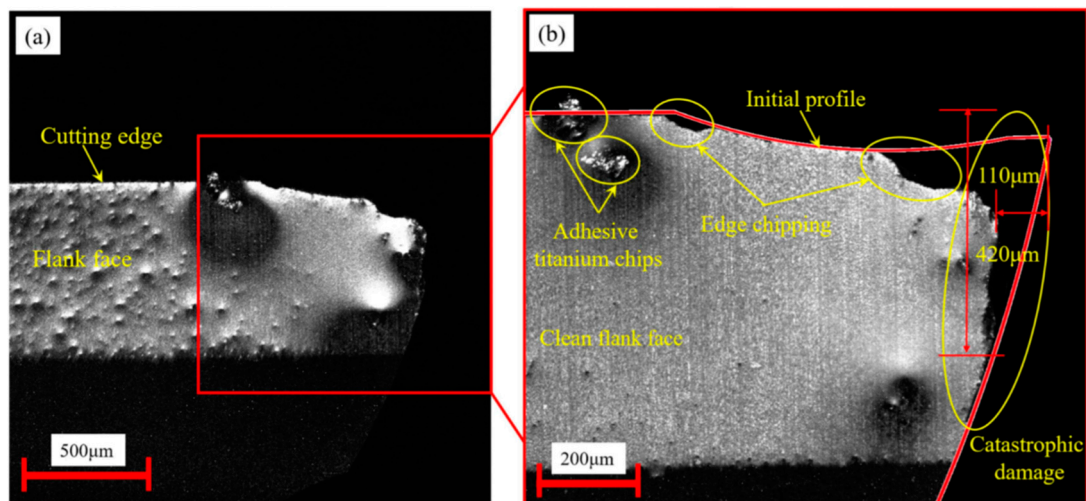 (a)
Cutting edge
Flank face
500μm
(b)
Initial profile
110μm
Adhesive
titanium chips
Edge chipping
420μm
Clean flank face
200μm
Catastrophic
damage